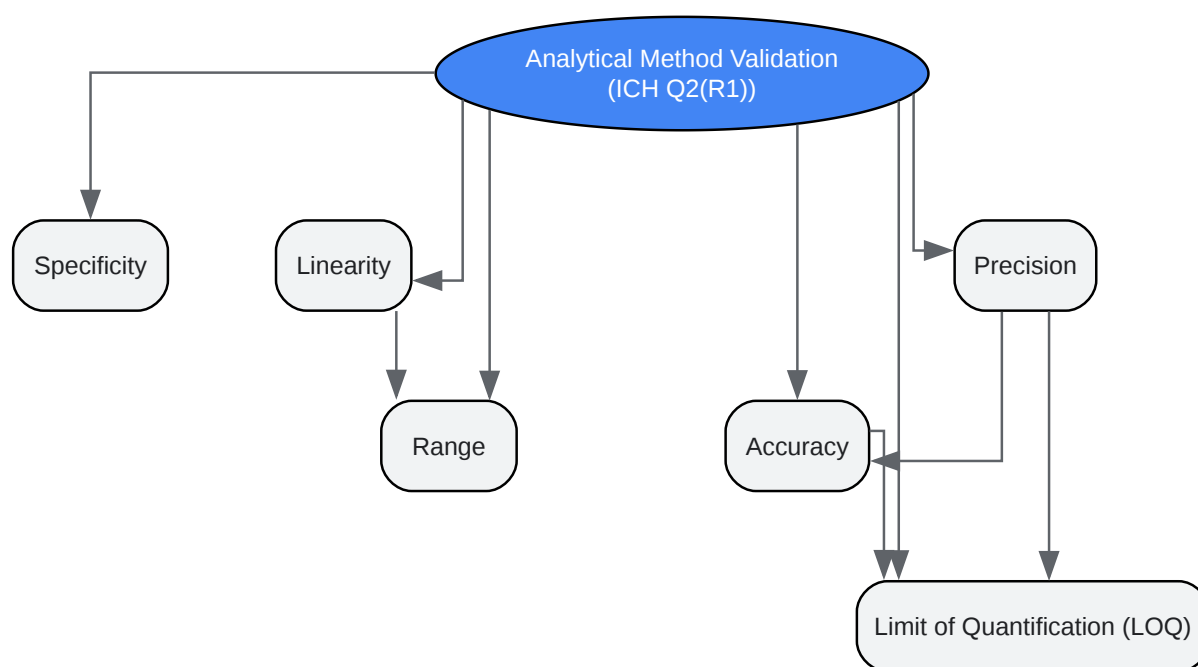 Analytical Method Validation
(ICH Q2(R1))
Specificity
Linearity
Precision
Range
Accuracy
Limit of Quantification (LOQ)